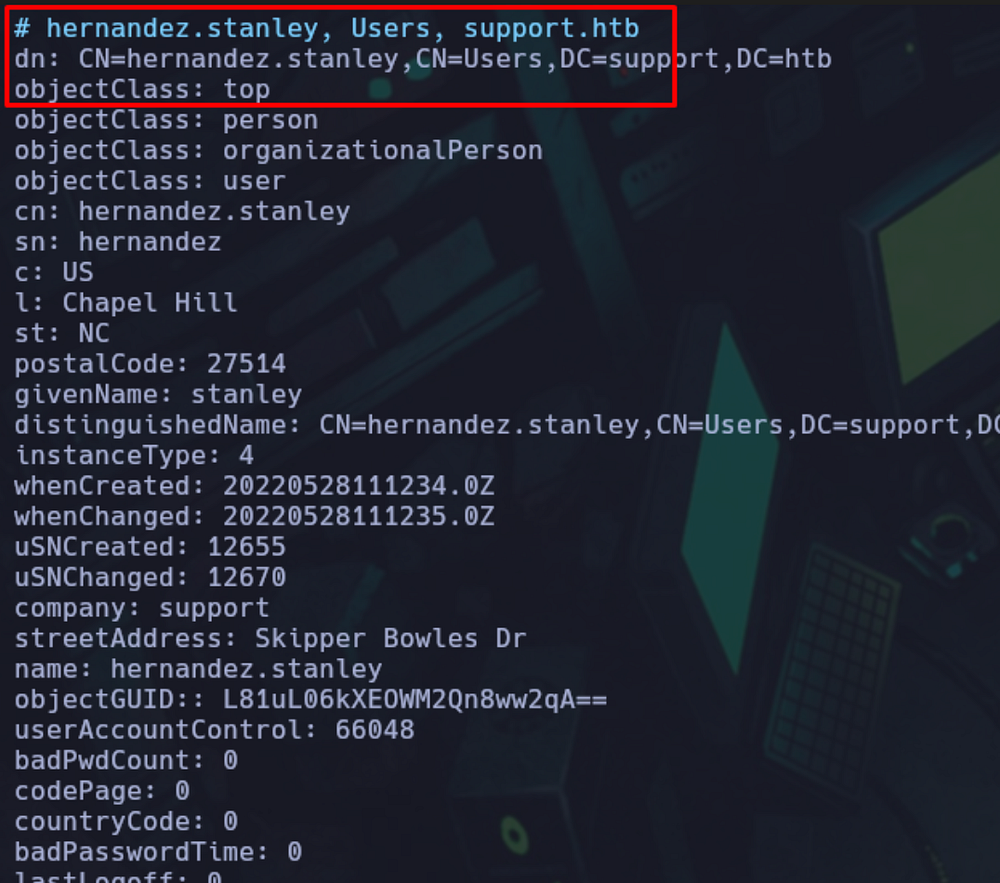 # hernandez.stanley, Users, support.htb
dn: CN=hernandez.stanley,CN=Users,DC=support,DC=htb
objectClass: top
objectClass: person
objectClass: organizationalPerson
objectClass: user
cn: hernandez.stanley
sn: hernandez
c: US
l: Chapel Hill
st: NC
postalCode: 27514
givenName: stanley
distinguishedName: CN=hernandez.stanley,CN=Users,DC=support,DC
instanceType: 4
whenCreated: 20220528111234.0Z
whenChanged: 20220528111235.0Z
uSNCreated: 12655
uSNChanged: 12670
company: support
streetAddress: Skipper Bowles Dr
name: hernandez.stanley
objectGUID:: L81uL06kXEOWM2Qn8ww2qA==
userAccountControl: 66048
badPwdCount: 0
codePage: 0
countryCode: 0
badPasswordTime: 0
lastLogoff: 0